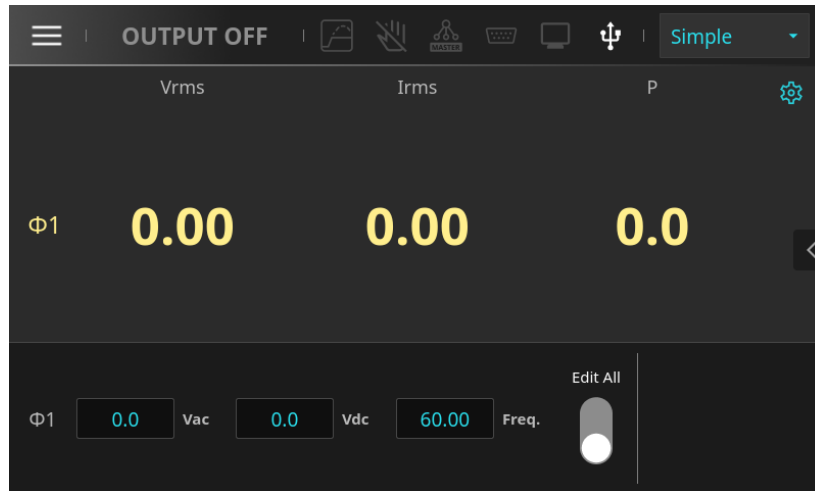 OUTPUT OFF MASTER Simple
Vrms Irms P
Φ1 0.00 0.00 0.0
Edit All
Φ1 0.0 Vac 0.0 Vdc 60.00 Freq.